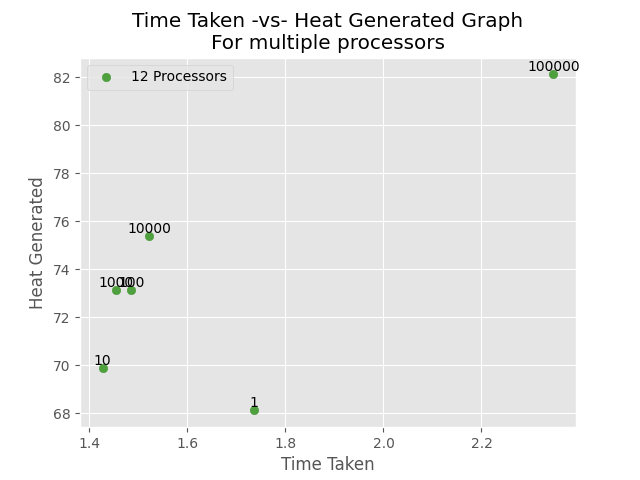 Time Taken -vs- Heat Generated Graph
For multiple processors
12 Processors
100000
10000
1000
100
10
1
82
80
78
76
74
72
70
68
Heat Generated
1.4 1.6 1.8 2.0 2.2
Time Taken